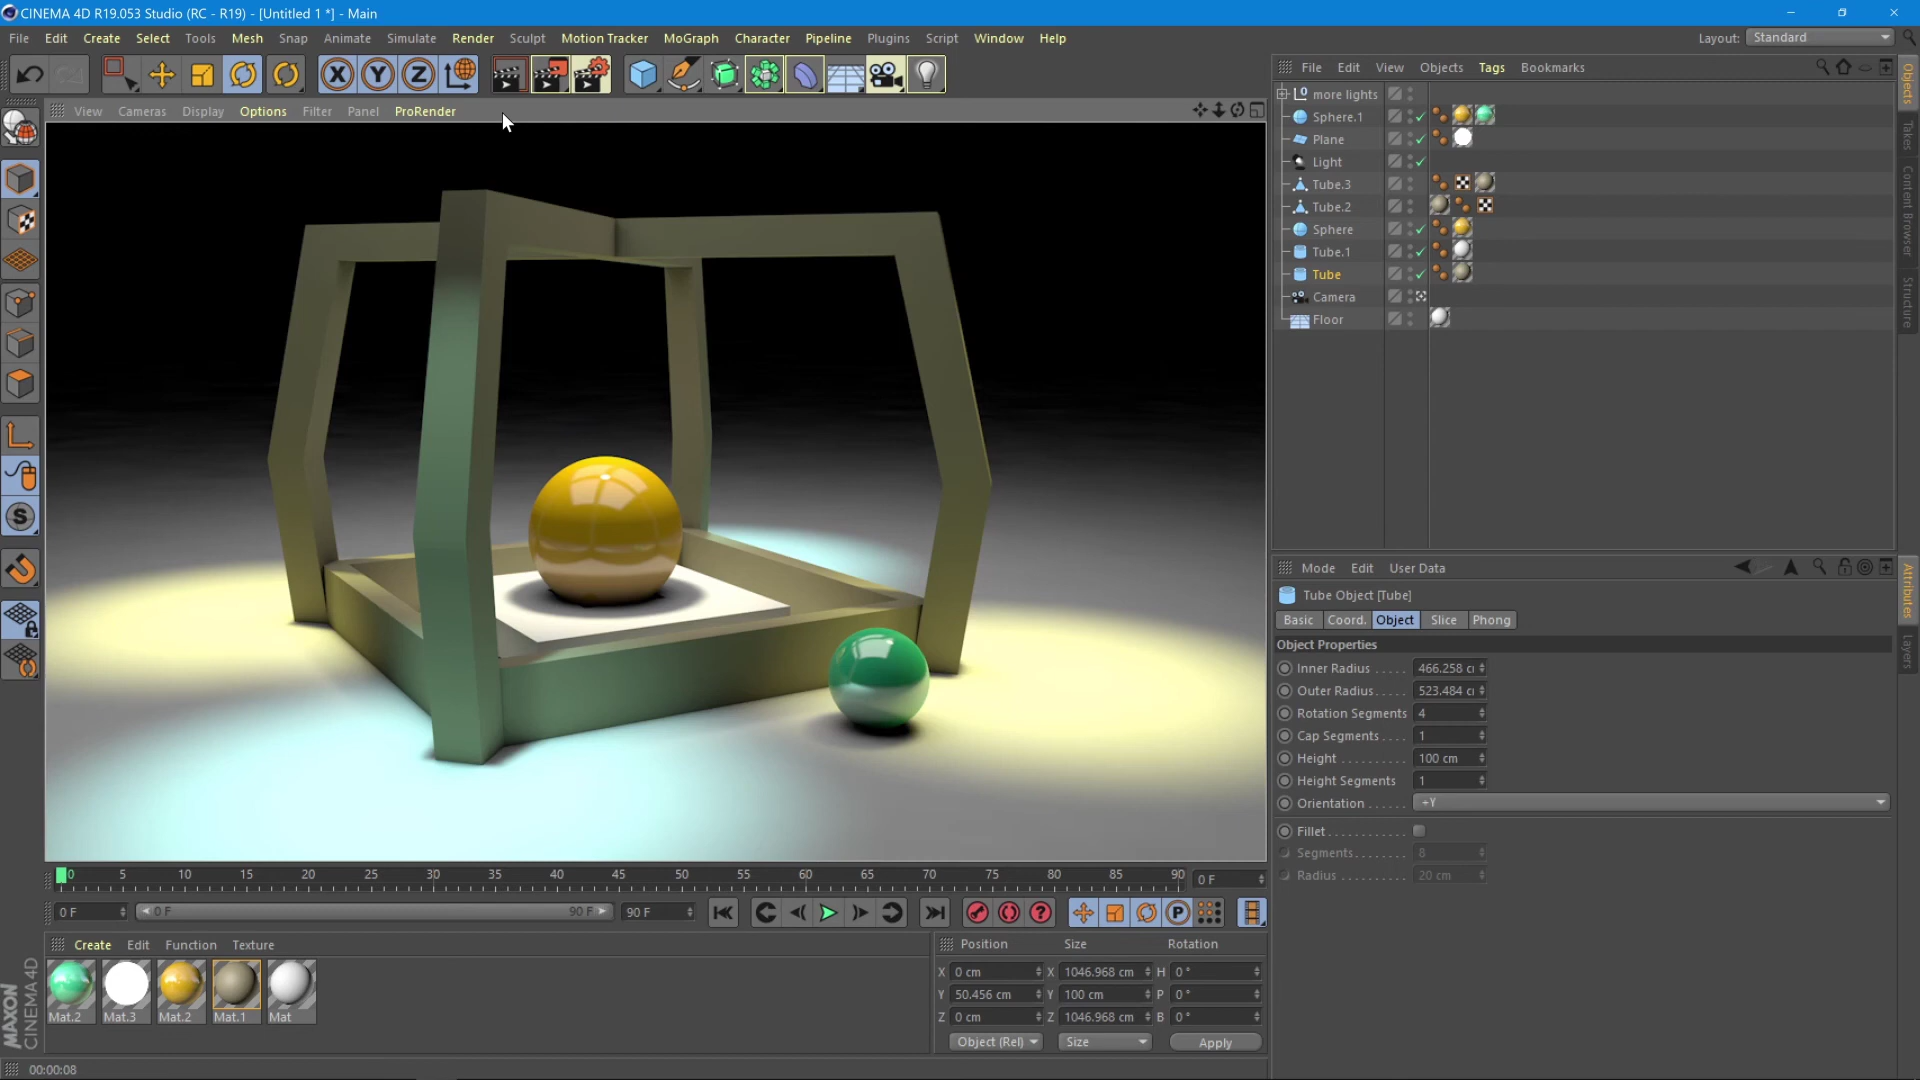 CINEMA 4D R19.053 Studio (RC - R19) - [Untitled 1 *] - Main
File Edit Create Select Tools Mesh Snap Animate Simulate Render Sculpt Motion Tracker MoGraph Character Pipeline Plugins Script Window Help
Layout: Standard
X Y Z
File Edit View Objects Tags Bookmarks
View Cameras Display Options Filter Panel ProRender
more lights
Sphere.1
Plane
Light
Tube.3
Tube.2
Sphere
Tube.1
Tube
Camera
Floor
Objects
Takes
Content Browser
Structure
S
Mode Edit User Data
Tube Object [Tube]
Basic Coord. Object Slice Phong
Object Properties
Inner Radius . . . . . 466.258 c
Outer Radius . . . . . 523.484 c
Rotation Segments 4
Cap Segments . . . . 1
Height . . . . . . . . . . 100 cm
Height Segments 1
Orientation . . . . . . +Y
Fillet . . . . . . . . . . . .
Segments . . . . . . . . 8
Radius . . . . . . . . . . 20 cm
Attributes
Layers
0 5 10 15 20 25 30 35 40 45 50 55 60 65 70 75 80 85 90 0 F
0 F 0 F 90 F 90 F
? P
Create Edit Function Texture
Mat.2 Mat.3 Mat.2 Mat.1 Mat
Position Size Rotation
X 0 cm X 1046.968 cm H 0 °
Y 50.456 cm Y 100 cm P 0 °
Z 0 cm Z 1046.968 cm B 0 °
Object (Rel) Size Apply
MAXON
CINEMA 4D
00:00:08